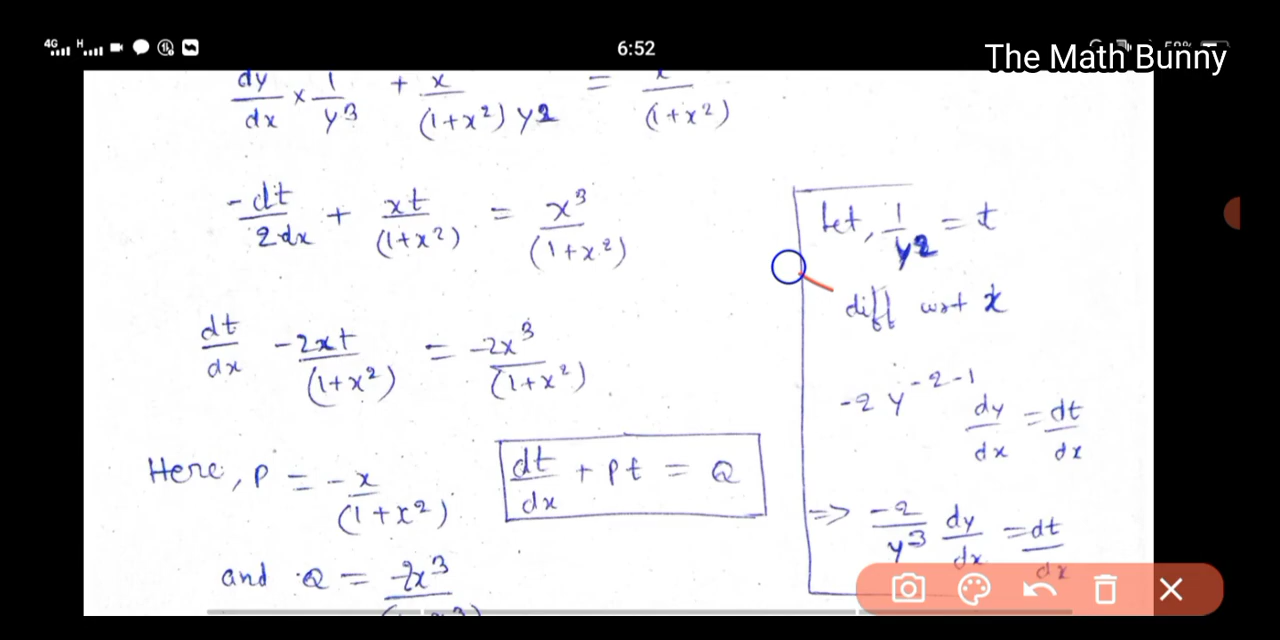 4G H 6:52
The Math Bunny
dy/dx × 1/y3 + x/(1+x²) y2 = /(1+x²)
-dt/2dx + xt/(1+x²) = x³/(1+x²)
dt/dx -2xt/(1+x²) = -2x³/(1+x²)
Here, P = -x/(1+x²)
dt/dx + pt = Q
and Q = -2x³/
Let, 1/y2 = t
diff wrt x
-2 y^-2-1 dy/dx = dt/dx
=> -2/y3 dy/dx = dt/dx